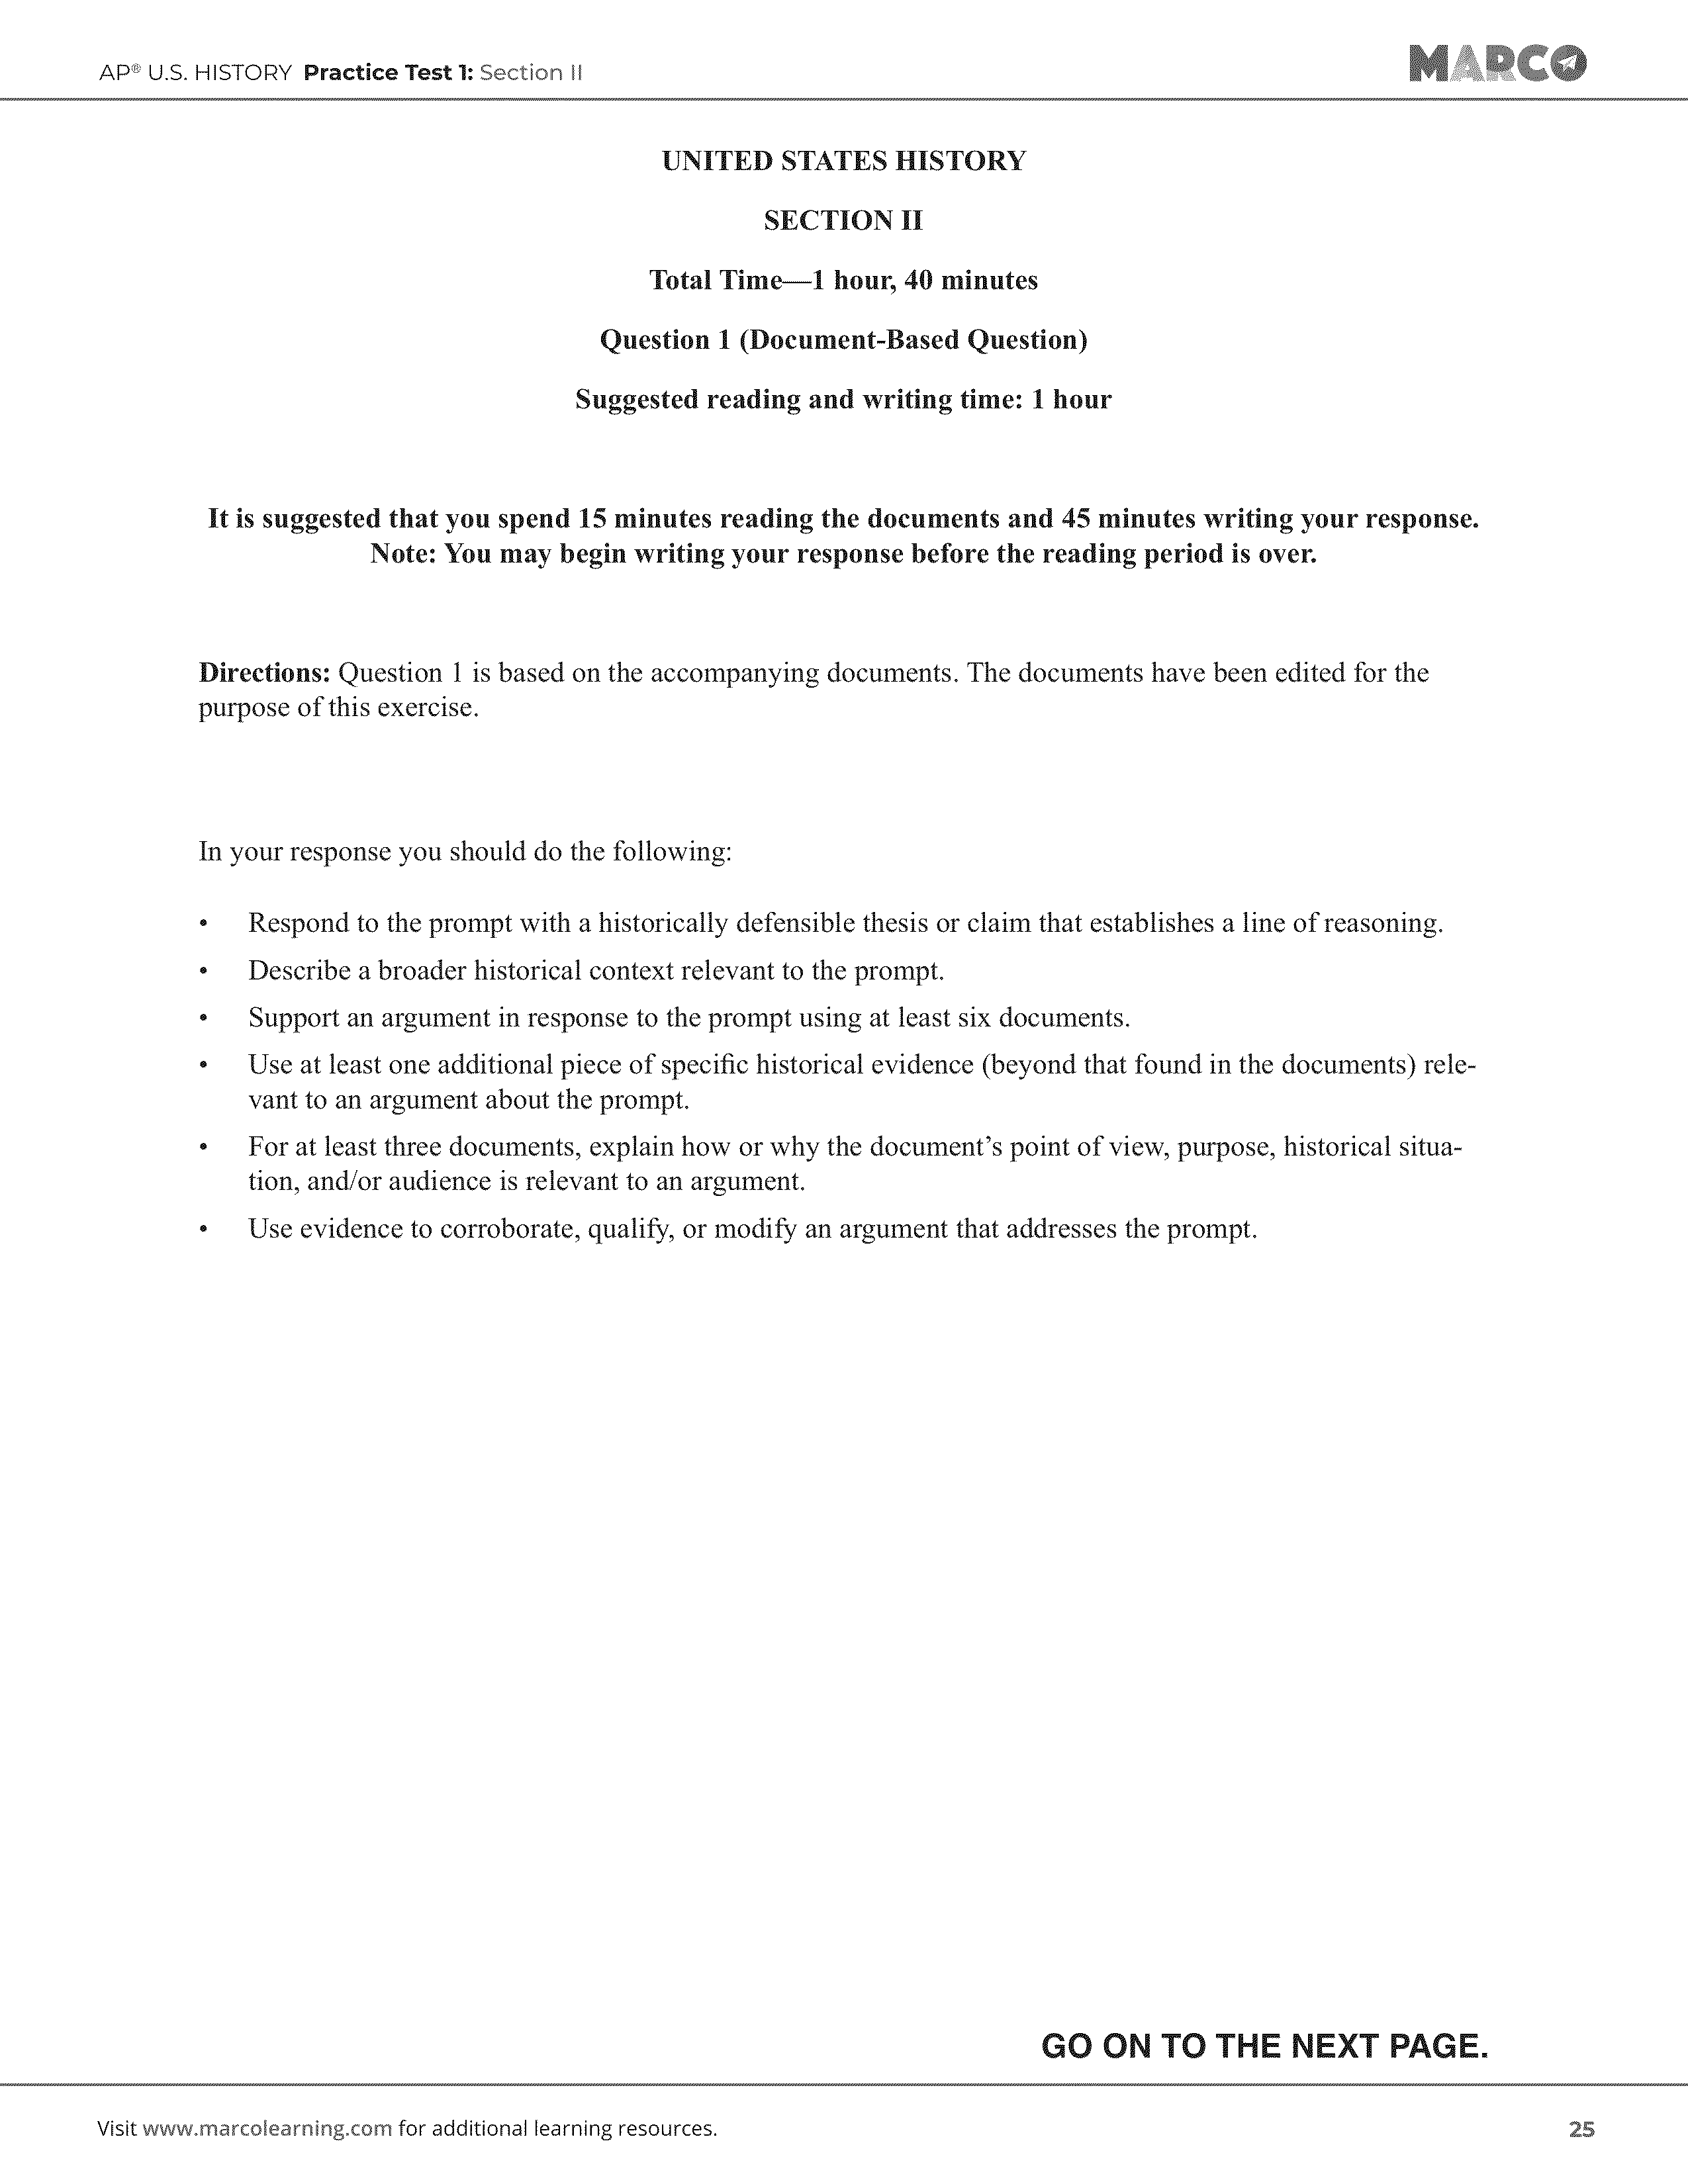 AP® U.S. HISTORY Practice Test 1: Section II
MARCO
UNITED STATES HISTORY
SECTION II
Total Time—1 hour, 40 minutes
Question 1 (Document-Based Question)
Suggested reading and writing time: 1 hour
It is suggested that you spend 15 minutes reading the documents and 45 minutes writing your response.
Note: You may begin writing your response before the reading period is over.
Directions: Question 1 is based on the accompanying documents. The documents have been edited for the
purpose of this exercise.
In your response you should do the following:
• Respond to the prompt with a historically defensible thesis or claim that establishes a line of reasoning.
• Describe a broader historical context relevant to the prompt.
• Support an argument in response to the prompt using at least six documents.
• Use at least one additional piece of specific historical evidence (beyond that found in the documents) rele-
vant to an argument about the prompt.
• For at least three documents, explain how or why the document’s point of view, purpose, historical situa-
tion, and/or audience is relevant to an argument.
• Use evidence to corroborate, qualify, or modify an argument that addresses the prompt.
GO ON TO THE NEXT PAGE.
Visit www.marcolearning.com for additional learning resources.
25